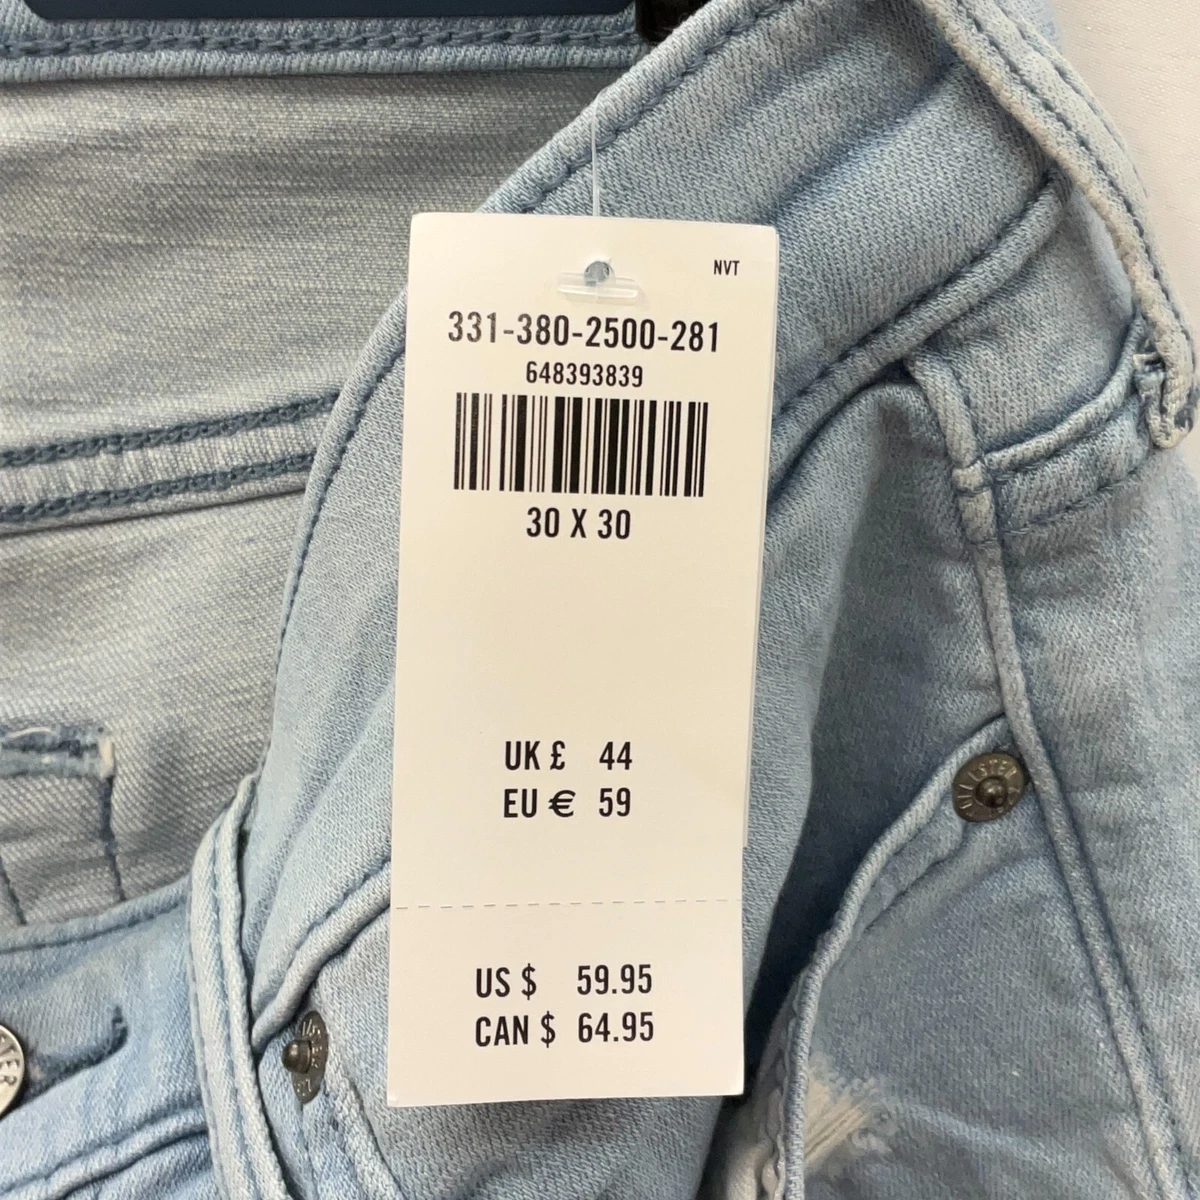 NVT
331-380-2500-281
648393839
30 X 30
UK £ 44
EU € 59
US $ 59.95
CAN $ 64.95